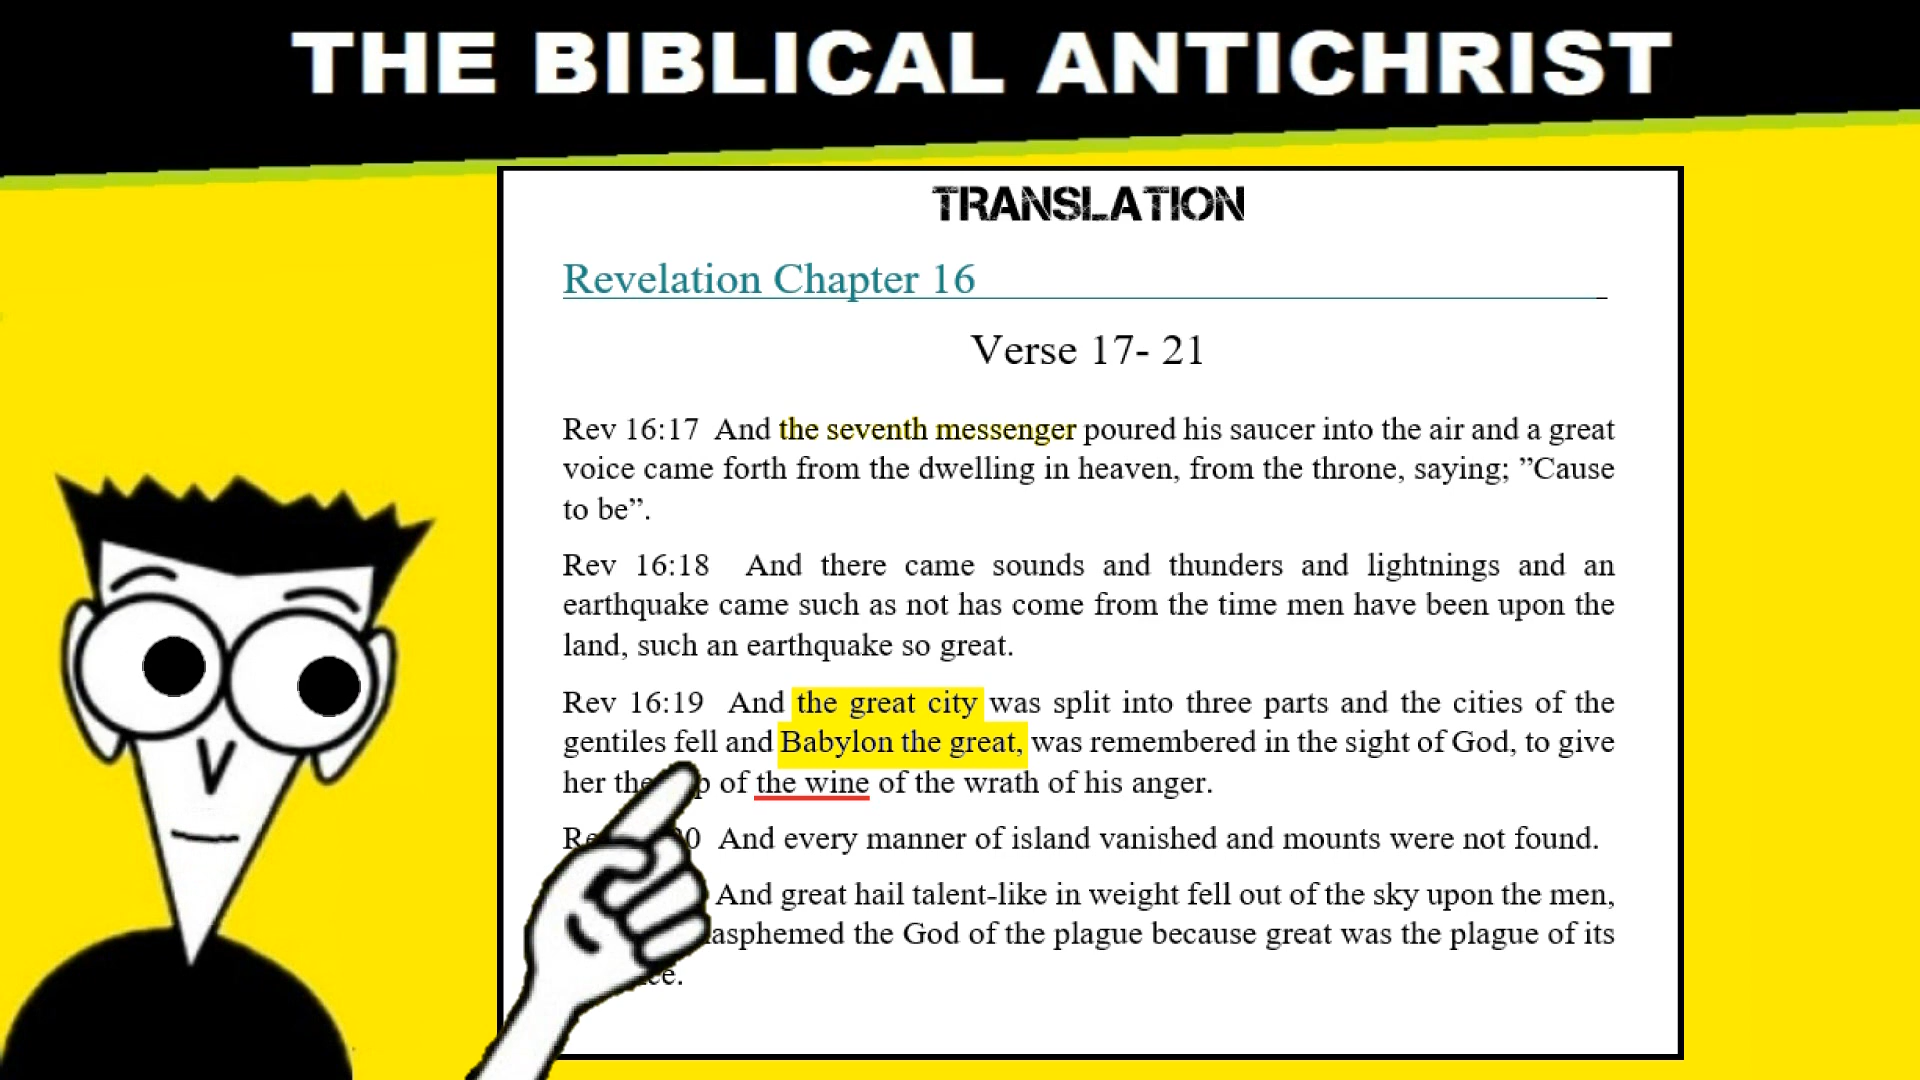 THE BIBLICAL ANTICHRIST
TRANSLATION
Revelation Chapter 16
Verse 17- 21
Rev 16:17 And the seventh messenger poured his saucer into the air and a great
voice came forth from the dwelling in heaven, from the throne, saying; ”Cause
to be”.
Rev 16:18 And there came sounds and thunders and lightnings and an
earthquake came such as not has come from the time men have been upon the
land, such an earthquake so great.
Rev 16:19 And the great city was split into three parts and the cities of the
gentiles fell and Babylon the great, was remembered in the sight of God, to give
her the of the wine of the wrath of his anger.
And every manner of island vanished and mounts were not found.
And great hail talent-like in weight fell out of the sky upon the men,
the God of the plague because great was the plague of its